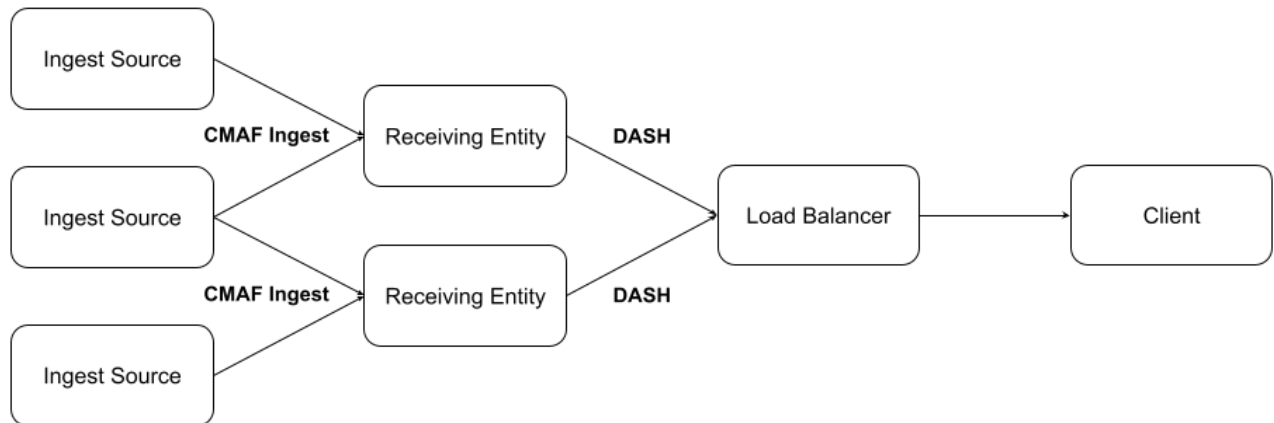 Ingest Source
CMAF Ingest
Receiving Entity
DASH
Ingest Source
Load Balancer
Client
CMAF Ingest
Receiving Entity
DASH
Ingest Source